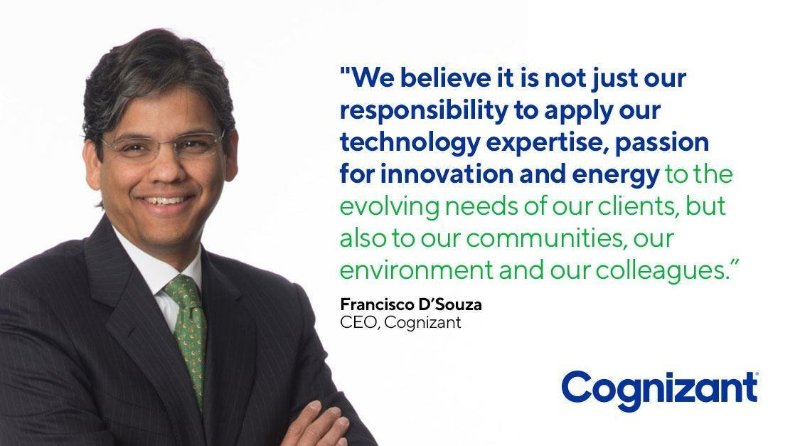 "We believe it is not just our
responsibility to apply our
technology expertise, passion
for innovation and energy to the
evolving needs of our clients, but
also to our communities, our
environment and our colleagues.”
Francisco D’Souza
CEO, Cognizant
Cognizant